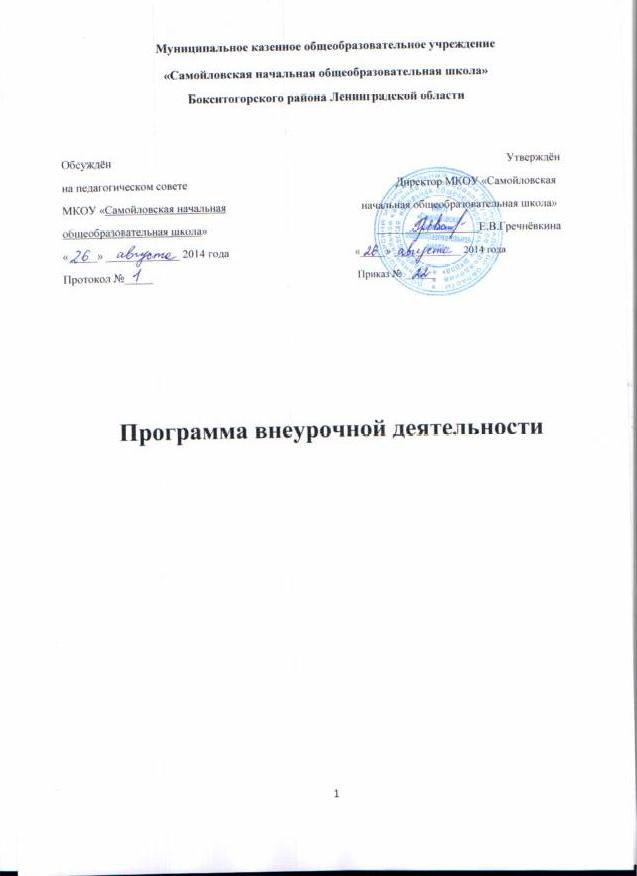 Муниципальное казенное общеобразовательное учреждение
«Самойловская начальная общеобразовательная школа»
Бокситогорского района Ленинградской области
Обсуждён
на педагогическом совете
МКОУ «Самойловская начальная
общеобразовательная школа»
«26» августа 2014 года
Протокол № 1
Утверждён
Директор МКОУ «Самойловская
начальная общеобразовательная школа»
Е.В.Гречнёвкина
«26» августа 2014 года
Приказ № 22
Программа внеурочной деятельности
1